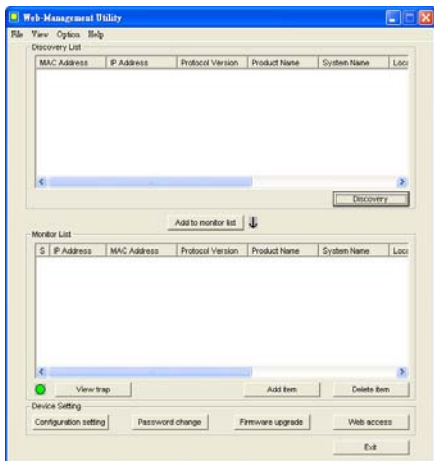 Web-Management Utility
File View Option Help
Discovery List
MAC Address IP Address Protocol Version Product Name System Name Loca
Discovery
Add to monitor list
Monitor List
S IP Address MAC Address Protocol Version Product Name System Name Loca
View trap Add item Delete item
Device Setting
Configuration setting Password change Firmware upgrade Web access
Exit